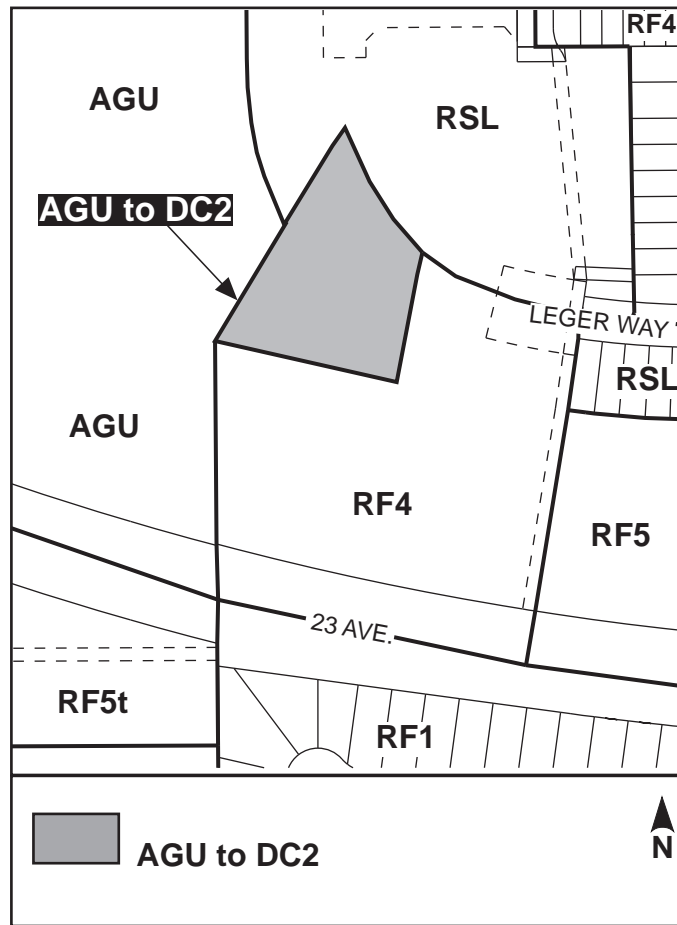 RF4
AGU
RSL
AGU to DC2
LEGER WAY
RSL
AGU
RF4
RF5
23 AVE.
RF5t
RF1
AGU to DC2
N